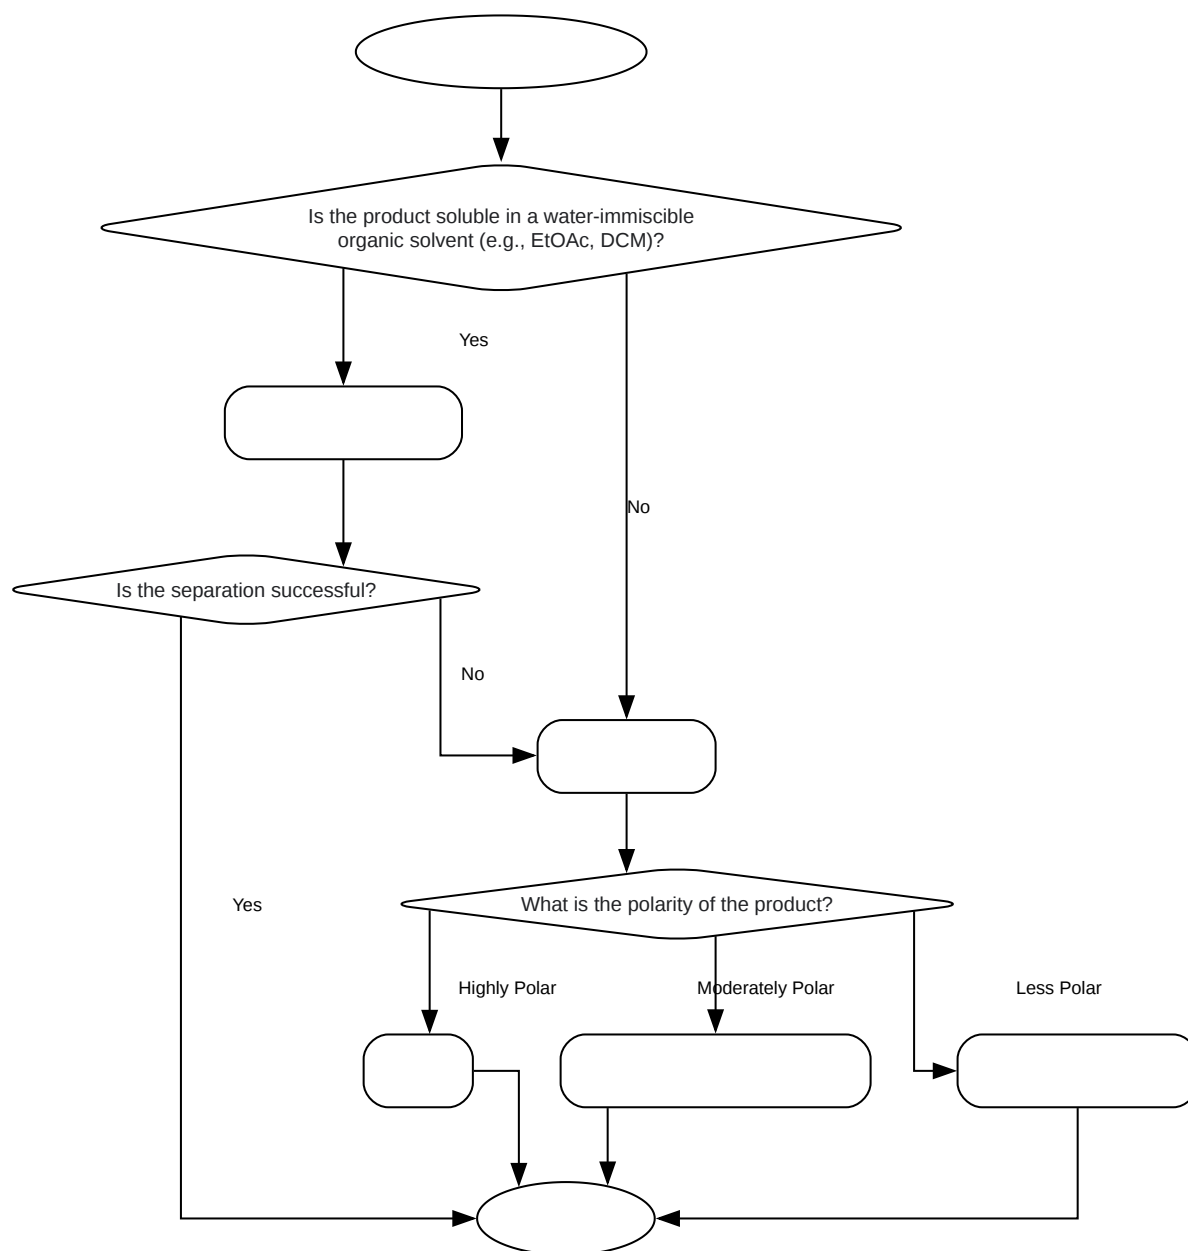 Is the product soluble in a water-immiscible
organic solvent (e.g., EtOAc, DCM)?
Yes
No
Is the separation successful?
No
Yes
What is the polarity of the product?
Highly Polar
Moderately Polar
Less Polar